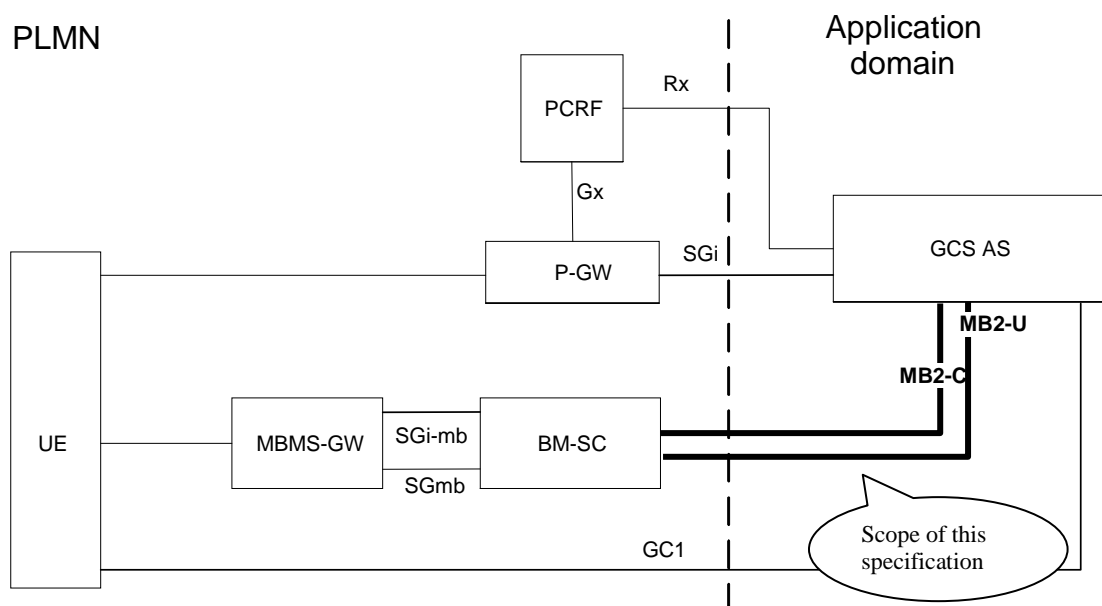 PLMN
Application
domain
Rx
PCRF
Gx
GCS AS
SGi
P-GW
MB2-U
MB2-C
UE
MBMS-GW
SGi-mb
BM-SC
SGmb
Scope of this
specification
GC1